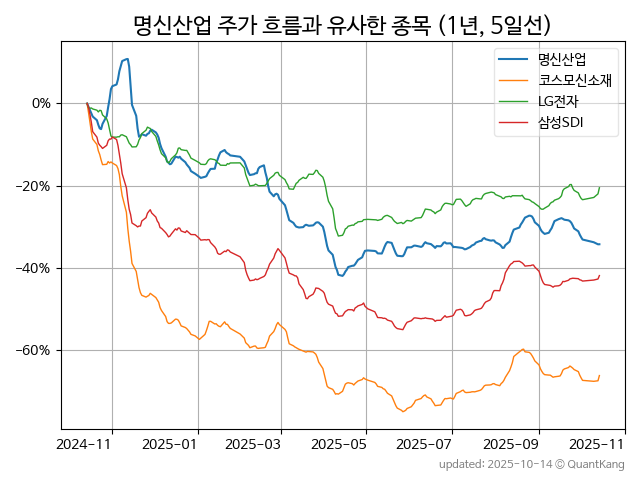 명신산업 주가 흐름과 유사한 종목 (1년, 5일선)
명신산업
코스모신소재
LG전자
삼성SDI
0%
−20%
−40%
−60%
2024-11 2025-01 2025-03 2025-05 2025-07 2025-09 2025-11
updated: 2025-10-14 © QuantKang